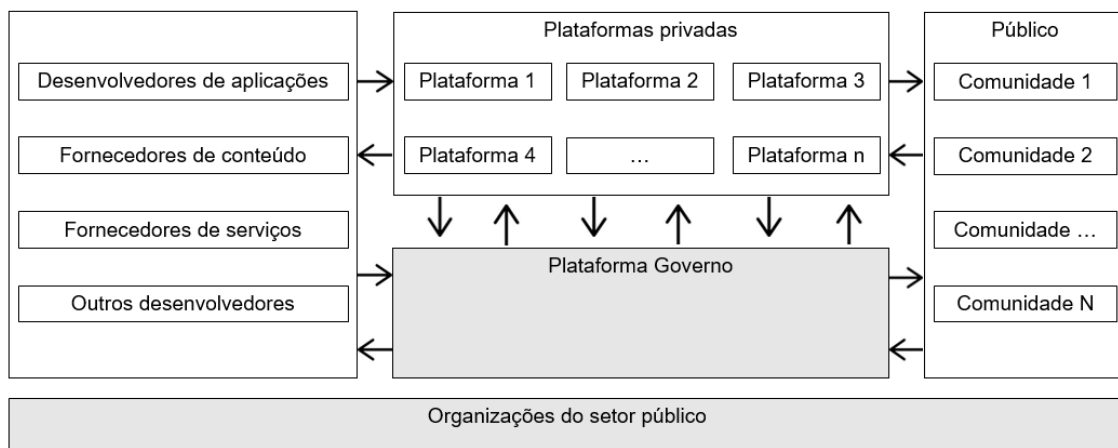 Desenvolvedores de aplicações
Fornecedores de conteúdo
Fornecedores de serviços
Outros desenvolvedores
Plataformas privadas
Plataforma 1
Plataforma 2
Plataforma 3
Plataforma 4
...
Plataforma n
Plataforma Governo
Público
Comunidade 1
Comunidade 2
Comunidade ...
Comunidade N
Organizações do setor público